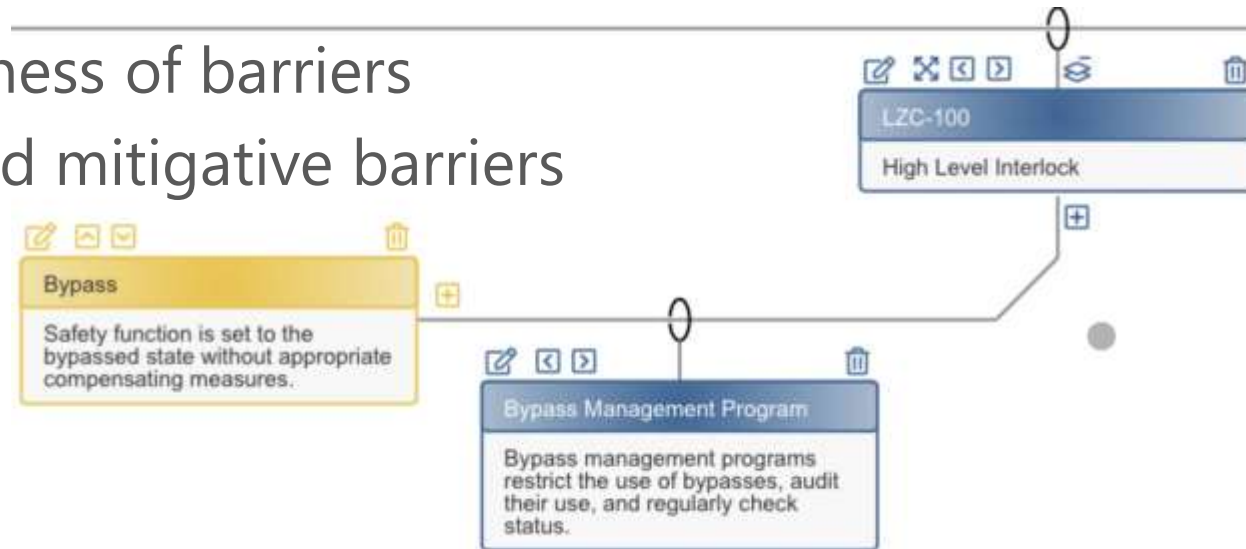 ness of barriers
d mitigative barriers
LZC-100
High Level Interlock
Bypass
Safety function is set to the
bypassed state without appropriate
compensating measures.
Bypass Management Program
Bypass management programs
restrict the use of bypasses, audit
their use, and regularly check
status.